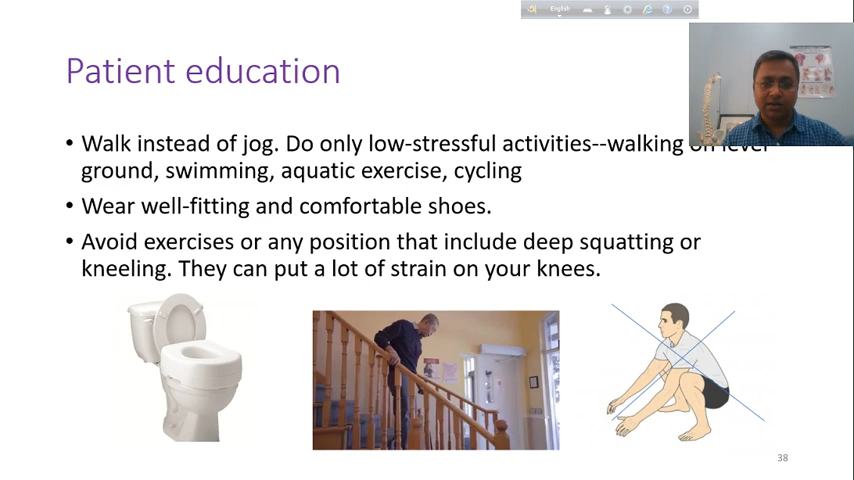 English
Patient education
• Walk instead of jog. Do only low-stressful activities--walking on level
ground, swimming, aquatic exercise, cycling
• Wear well-fitting and comfortable shoes.
• Avoid exercises or any position that include deep squatting or
kneeling. They can put a lot of strain on your knees.
38